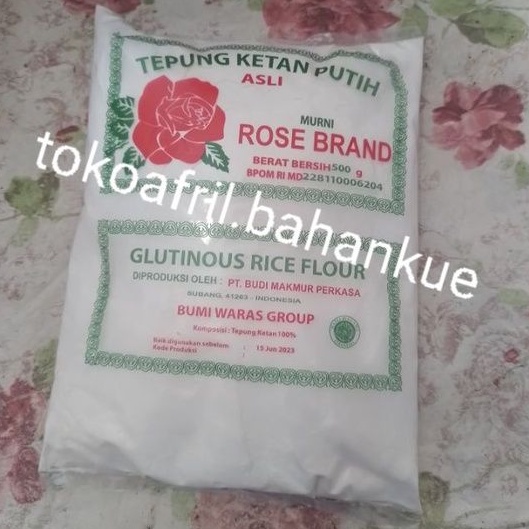 TEPUNG KETAN PUTIH
ASLI
MURNI
ROSE BRAND
BERAT BERSIH 500 g
BPOM RI MD 228110006204
tokoafril.bahankue
GLUTINOUS RICE FLOUR
DIPRODUKSI OLEH : PT. BUDI MAKMUR PERKASA
SUBANG, 41263 - INDONESIA
BUMI WARAS GROUP
Komposisi : Tepung Ketan 100%
Baik digunakan sebelum : 15 Jun 2023
Kode Produksi :